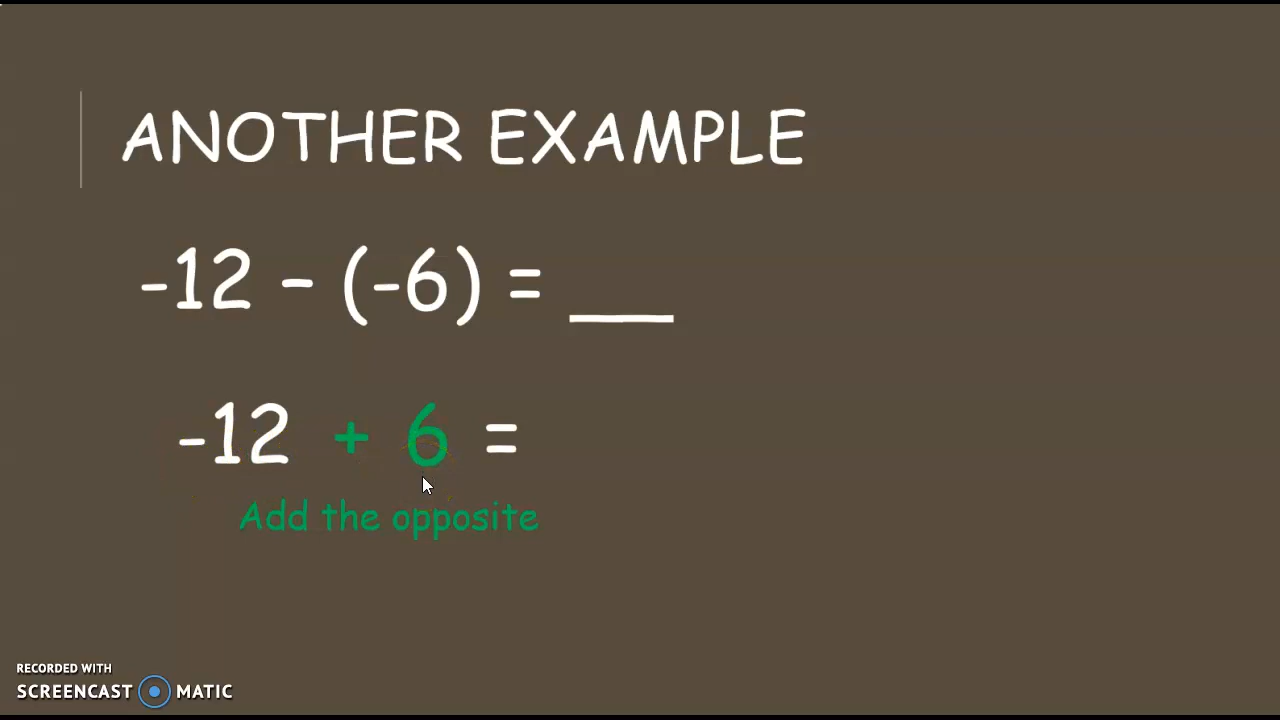 ANOTHER EXAMPLE
-12 – (-6) = ___
-12 + 6 =
Add the opposite
RECORDED WITH
SCREENCAST MATIC